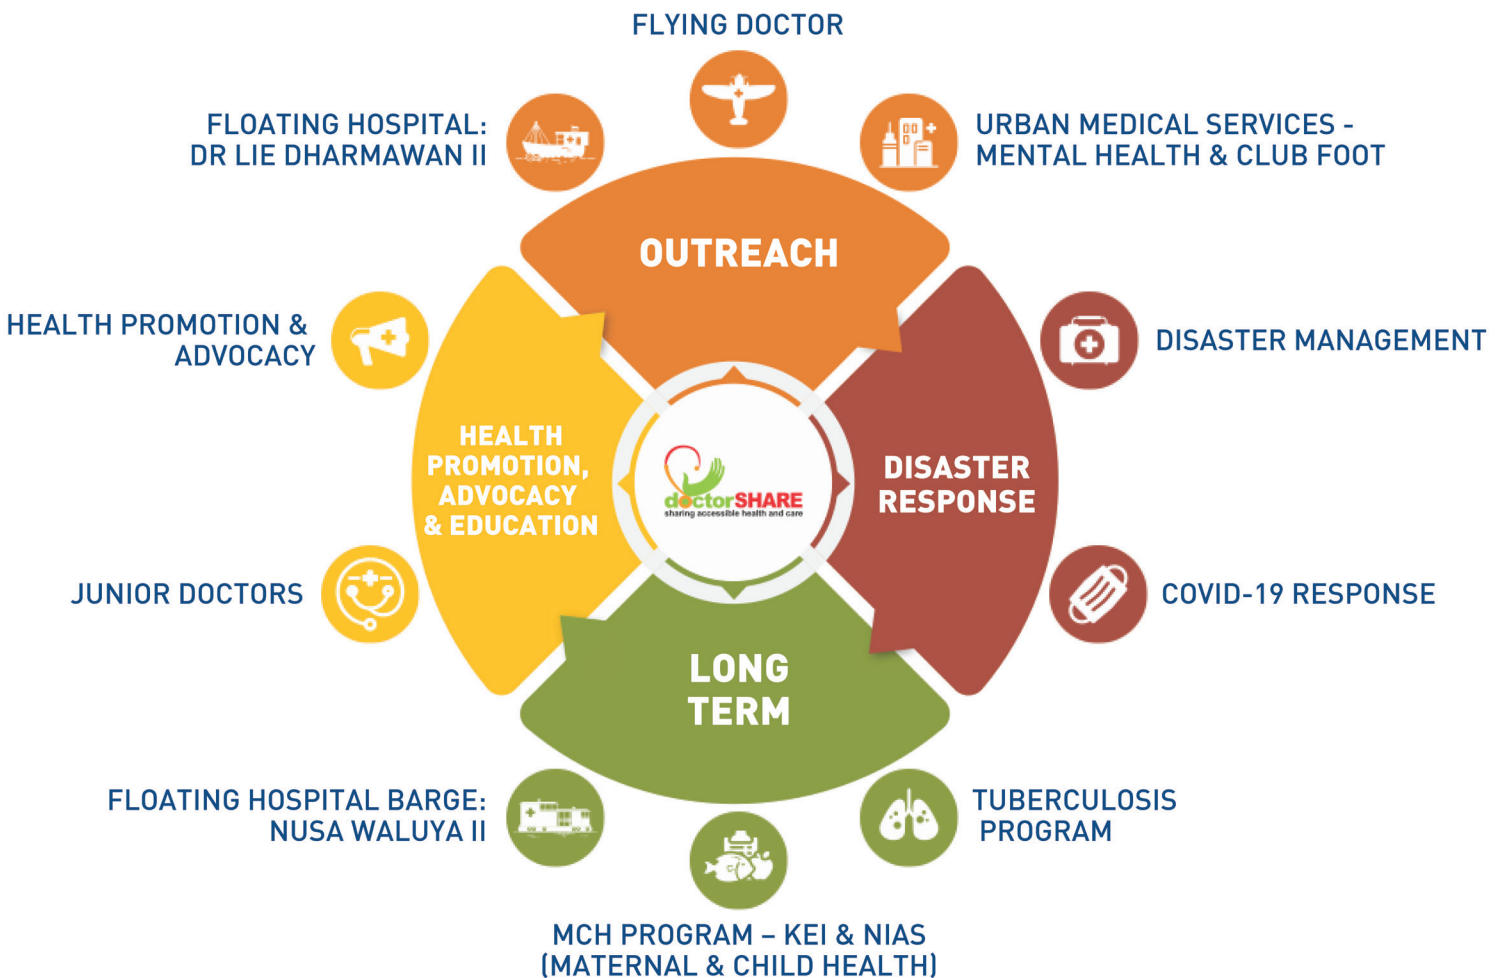 FLYING DOCTOR
FLOATING HOSPITAL:
DR LIE DHARMAWAN II
URBAN MEDICAL SERVICES -
MENTAL HEALTH & CLUB FOOT
OUTREACH
HEALTH PROMOTION &
ADVOCACY
DISASTER MANAGEMENT
HEALTH
PROMOTION,
ADVOCACY
& EDUCATION
doctorSHARE
sharing accessible health and care
DISASTER
RESPONSE
JUNIOR DOCTORS
COVID-19 RESPONSE
LONG
TERM
FLOATING HOSPITAL BARGE:
NUSA WALUYA II
TUBERCULOSIS
PROGRAM
MCH PROGRAM – KEI & NIAS
(MATERNAL & CHILD HEALTH)